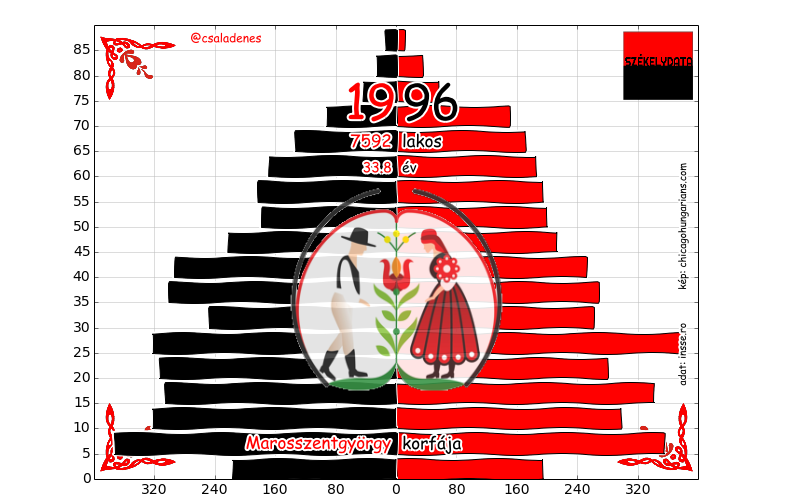 @csaladenes
SZÉKELYDATA
1996
7592 lakos
33.8 év
kép: chicagohungarians.com
adat: insse.ro
Marosszentgyörgy korfája
85
80
75
70
65
60
55
50
45
40
35
30
25
20
15
10
5
0
320 240 160 80 0 80 160 240 320